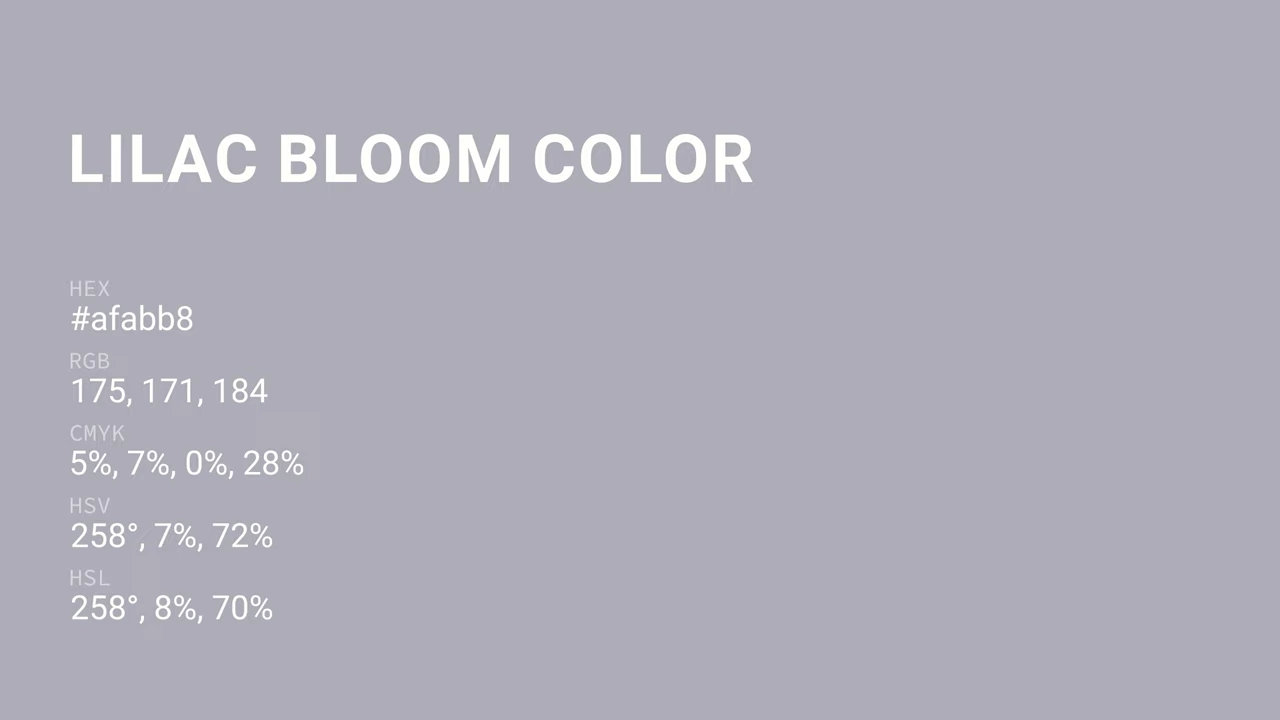 LILAC BLOOM COLOR
HEX
#afabb8
RGB
175, 171, 184
CMYK
5%, 7%, 0%, 28%
HSV
258°, 7%, 72%
HSL
258°, 8%, 70%